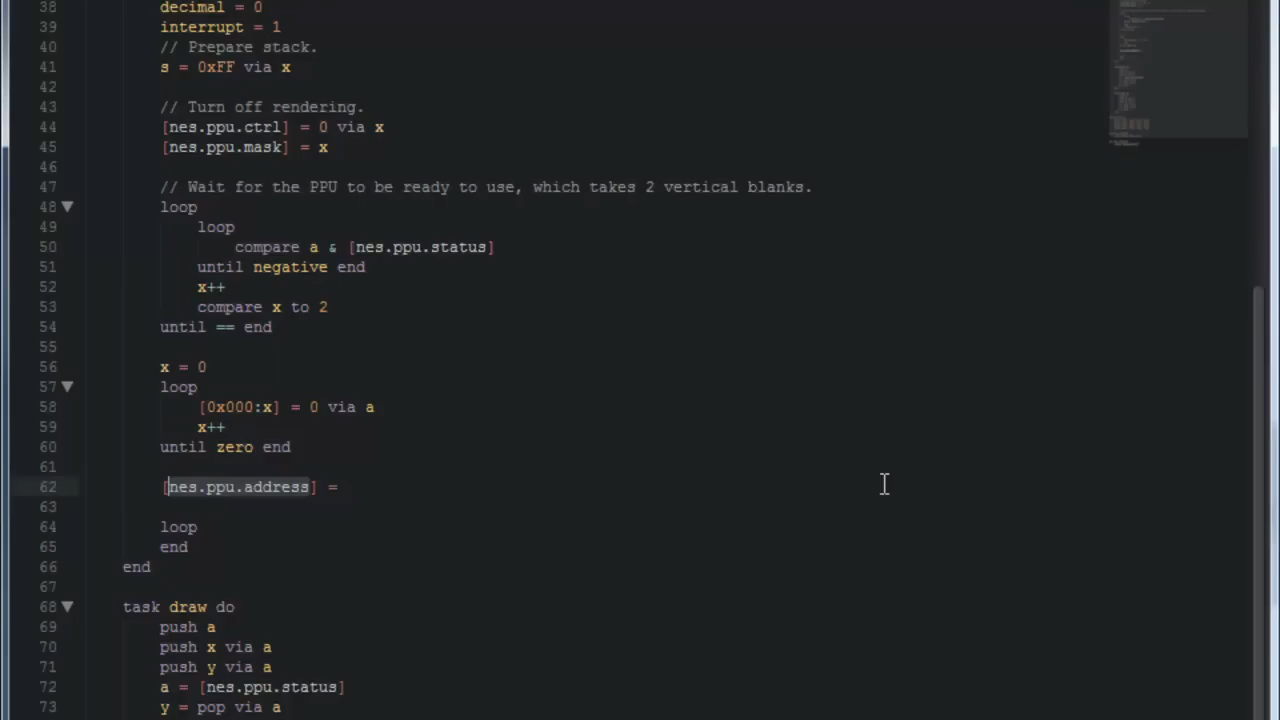 38 decimal = 0
39 interrupt = 1
40 // Prepare stack.
41 s = 0xFF via x
42
43 // Turn off rendering.
44 [nes.ppu.ctrl] = 0 via x
45 [nes.ppu.mask] = x
46
47 // Wait for the PPU to be ready to use, which takes 2 vertical blanks.
48 loop
49 loop
50 compare a & [nes.ppu.status]
51 until negative end
52 x++
53 compare x to 2
54 until == end
55
56 x = 0
57 loop
58 [0x000:x] = 0 via a
59 x++
60 until zero end
61
62 [nes.ppu.address] =
63
64 loop
65 end
66 end
67
68 task draw do
69 push a
70 push x via a
71 push y via a
72 a = [nes.ppu.status]
73 y = pop via a